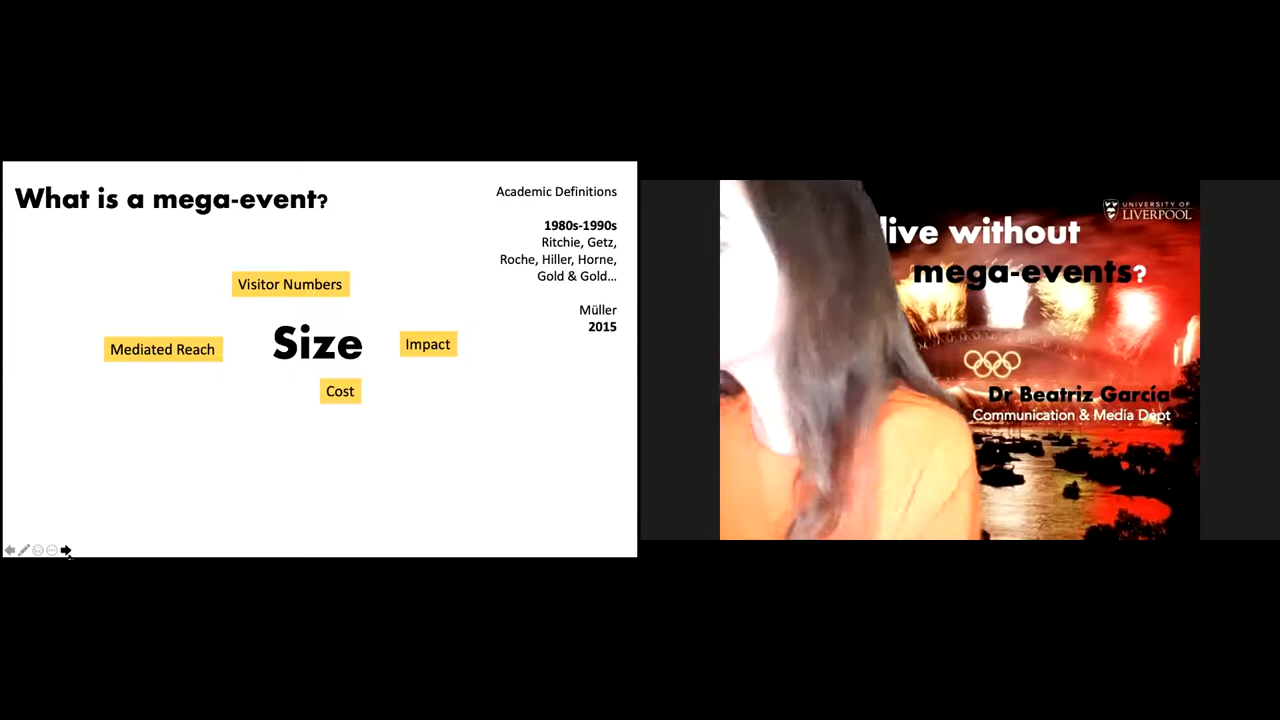 What is a mega-event?
Academic Definitions
1980s-1990s
Ritchie, Getz,
Roche, Hiller, Horne,
Gold & Gold...
Müller
2015
Visitor Numbers
Mediated Reach
Size
Impact
Cost
UNIVERSITY OF
LIVERPOOL
live without
mega-events?
Dr Beatriz García
Communication & Media Dept